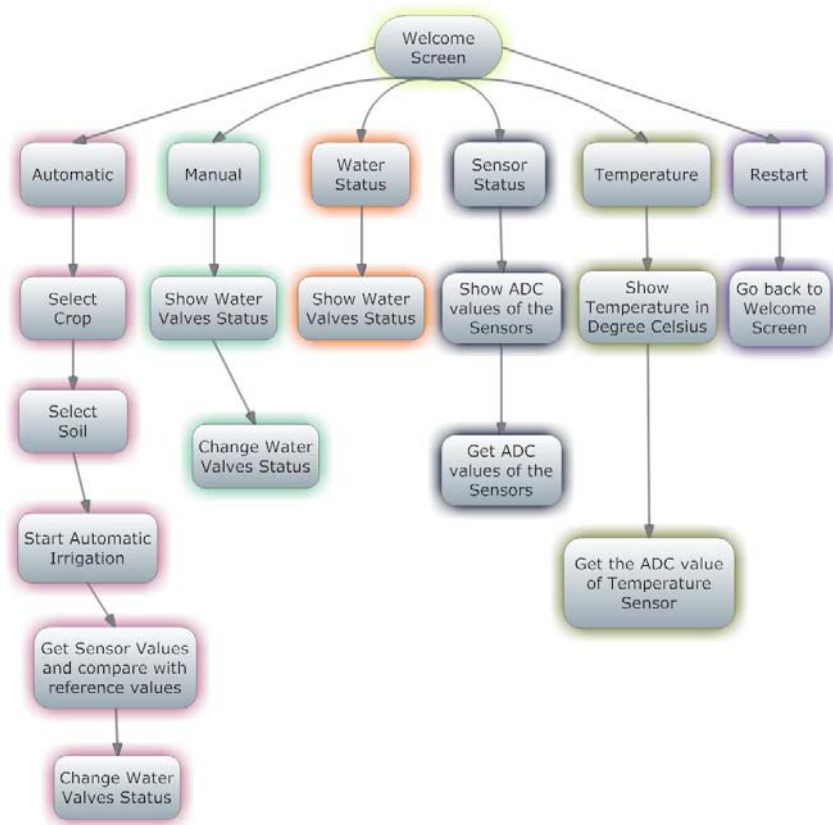 Welcome
Screen
Automatic
Manual
Water
Status
Sensor
Status
Temperature
Restart
Select
Crop
Show Water
Valves Status
Show Water
Valves Status
Show ADC
values of the
Sensors
Show
Temperature in
Degree Celsius
Go back to
Welcome
Screen
Select
Soil
Change Water
Valves Status
Get ADC
values of the
Sensors
Start Automatic
Irrigation
Get the ADC value
of Temperature
Sensor
Get Sensor Values
and compare with
reference values
Change Water
Valves Status